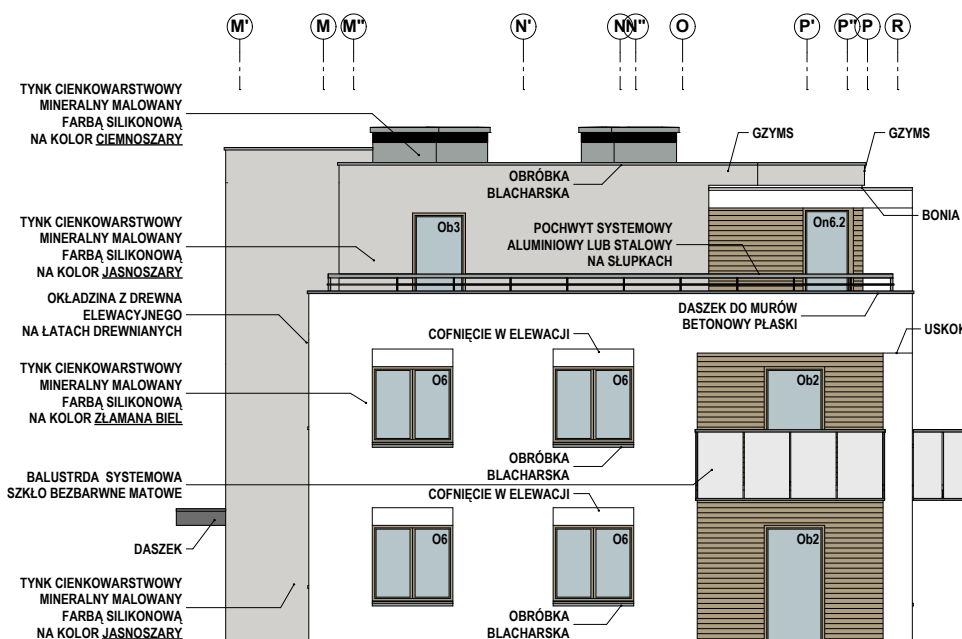 M'
M
M"
N'
N
N"
O
P'
P"
P
R
TYNK CIENKOWARSTWOWY
MINERALNY MALOWANY
FARBĄ SILIKONOWĄ
NA KOLOR CIEMNOSZARY
GZYMS
GZYMS
OBRÓBKA
BLACHARSKA
BONIA
TYNK CIENKOWARSTWOWY
MINERALNY MALOWANY
FARBĄ SILIKONOWĄ
NA KOLOR JASNOSZARY
Ob3
POCHWYT SYSTEMOWY
ALUMINIOWY LUB STALOWY
NA SŁUPKACH
On6.2
OKŁADZINA Z DREWNA
ELEWACYJNEGO
NA ŁATACH DREWNIANYCH
DASZEK DO MURÓW
BETONOWY PŁASKI
COFNIĘCIE W ELEWACJI
USKOK
TYNK CIENKOWARSTWOWY
MINERALNY MALOWANY
FARBĄ SILIKONOWĄ
NA KOLOR ZŁAMANA BIEL
O6
O6
Ob2
OBRÓBKA
BLACHARSKA
BALUSTRDA SYSTEMOWA
SZKŁO BEZBARWNE MATOWE
COFNIĘCIE W ELEWACJI
DASZEK
O6
O6
Ob2
TYNK CIENKOWARSTWOWY
MINERALNY MALOWANY
FARBĄ SILIKONOWĄ
NA KOLOR JASNOSZARY
OBRÓBKA
BLACHARSKA